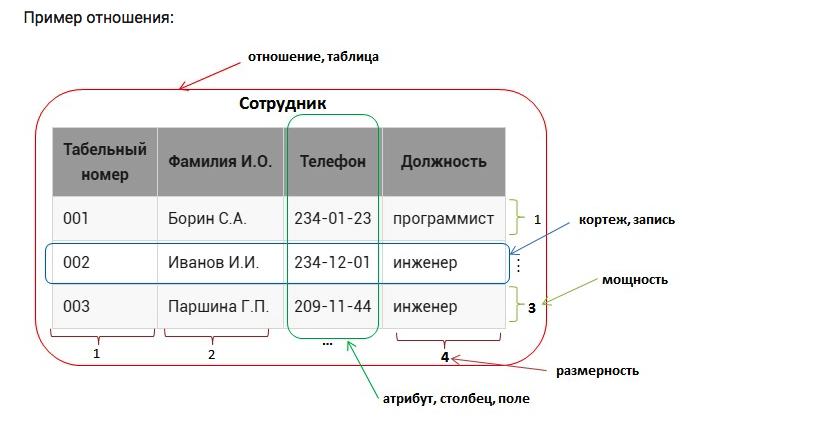 Пример отношения:
отношение, таблица
Сотрудник
Табельный номер Фамилия И.О. Телефон Должность
001 Борин С.А. 234-01-23 программист 1
кортеж, запись
002 Иванов И.И. 234-12-01 инженер ⋮
мощность
003 Паршина Г.П. 209-11-44 инженер 3
1 2 ... 4
размерность
атрибут, столбец, поле